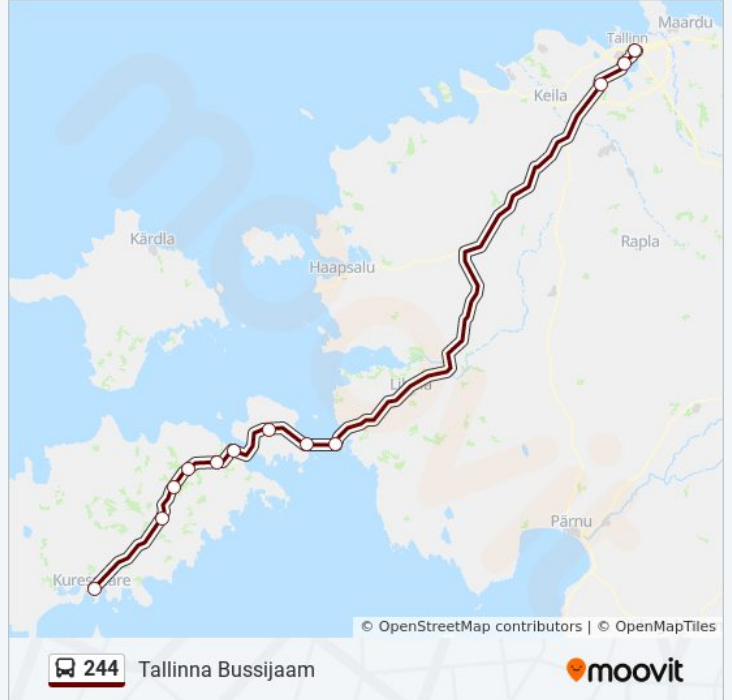 Maardu
Tallinn
Keila
Kärdla
Rapla
Haapsalu
Pärnu
© OpenStreetMap contributors | © OpenMapTiles
244 Tallinna Bussijaam
moovit